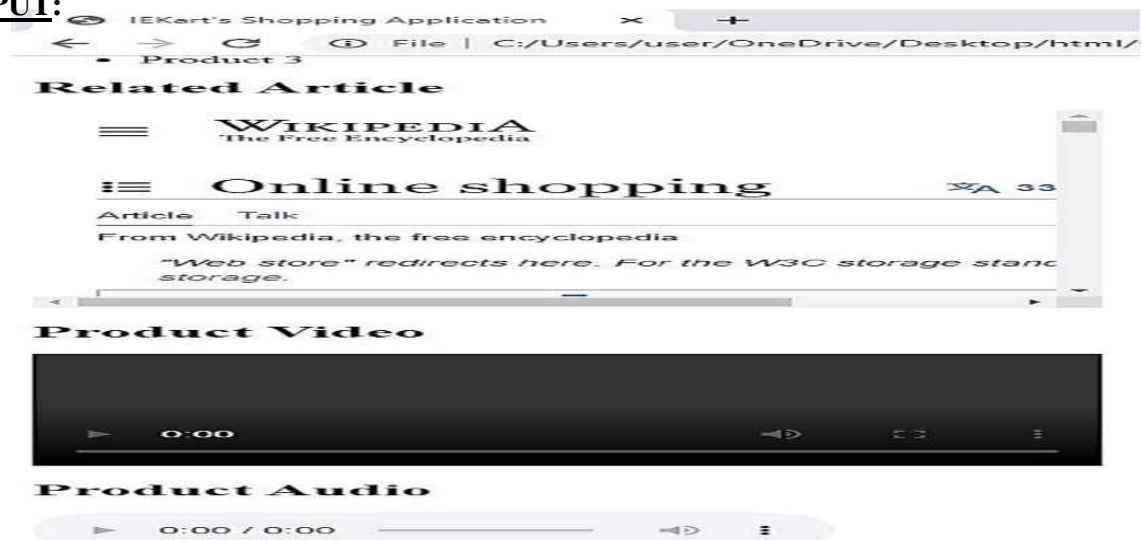 PUT:
IEKart's Shopping Application
File | C:/Users/user/OneDrive/Desktop/html/
• Product 3
Related Article
WIKIPEDIA
The Free Encyclopedia
Online shopping 33
Article Talk
From Wikipedia, the free encyclopedia
"Web store" redirects here. For the W3C storage
storage.
Product Video
0:00
Product Audio
0:00 / 0:00